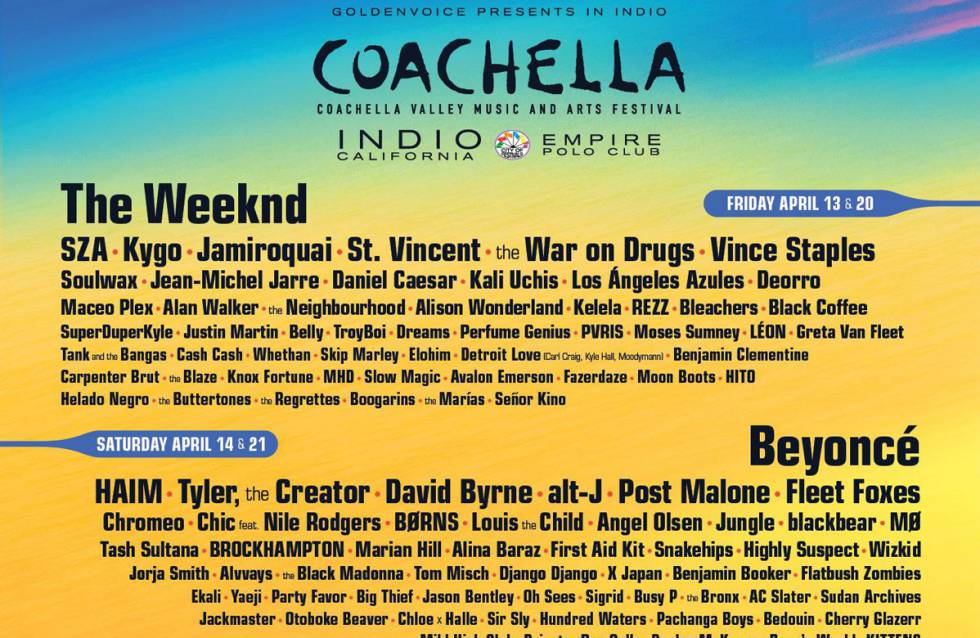 GOLDENVOICE PRESENTS IN INDIO
COACHELLA
COACHELLA VALLEY MUSIC AND ARTS FESTIVAL
INDIO CALIFORNIA
EMPIRE POLO CLUB
The Weeknd
FRIDAY APRIL 13 & 20
SZA • Kygo • Jamiroquai • St. Vincent • the War on Drugs • Vince Staples
Soulwax • Jean-Michel Jarre • Daniel Caesar • Kali Uchis • Los Ángeles Azules • Deorro
Maceo Plex • Alan Walker • the Neighbourhood • Alison Wonderland • Kelela • REZZ • Bleachers • Black Coffee
SuperDuperKyle • Justin Martin • Belly • TroyBoi • Dreams • Perfume Genius • PVRIS • Moses Sumney • LÉON • Greta Van Fleet
Tank and the Bangas • Cash Cash • Whethan • Skip Marley • Elohim • Detroit Love (Carl Craig, Kyle Hall, Moodymann) • Benjamin Clementine
Carpenter Brut • the Blaze • Knox Fortune • MHD • Slow Magic • Avalon Emerson • Fazerdaze • Moon Boots • HITO
Helado Negro • the Buttertones • the Regrettes • Boogarins • the Marías • Señor Kino
SATURDAY APRIL 14 & 21
Beyoncé
HAIM • Tyler, the Creator • David Byrne • alt-J • Post Malone • Fleet Foxes
Chromeo • Chic feat. Nile Rodgers • BØRNS • Louis the Child • Angel Olsen • Jungle • blackbear • MØ
Tash Sultana • BROCKHAMPTON • Marian Hill • Alina Baraz • First Aid Kit • Snakehips • Highly Suspect • Wizkid
Jorja Smith • Alvvays • the Black Madonna • Tom Misch • Django Django • X Japan • Benjamin Booker • Flatbush Zombies
Ekali • Yaeji • Party Favor • Big Thief • Jason Bentley • Oh Sees • Sigrid • Busy P • the Bronx • AC Slater • Sudan Archives
Jackmaster • Otoboke Beaver • Chloe x Halle • Sir Sly • Hundred Waters • Pachanga Boys • Bedouin • Cherry Glazerr